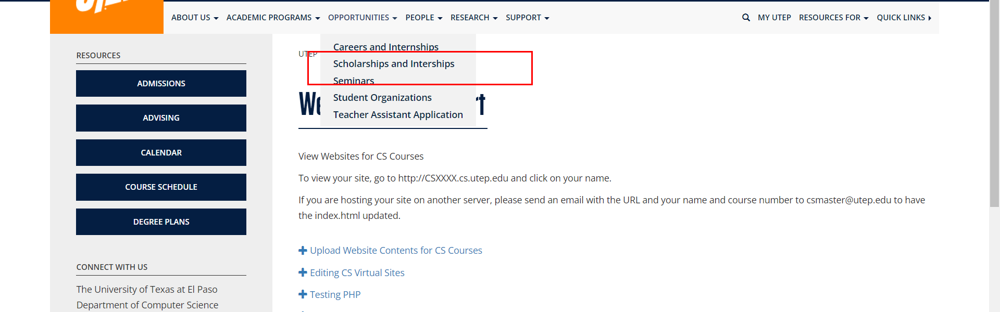 ABOUT US ACADEMIC PROGRAMS OPPORTUNITIES PEOPLE RESEARCH SUPPORT MY UTEP RESOURCES FOR QUICK LINKS
RESOURCES
ADMISSIONS
ADVISING
CALENDAR
COURSE SCHEDULE
DEGREE PLANS
CONNECT WITH US
The University of Texas at El Paso
Department of Computer Science
Careers and Internships
Scholarships and Interships
Seminars
Student Organizations
Teacher Assistant Application
UTEP
View Websites for CS Courses
To view your site, go to http://CSXXXX.cs.utep.edu and click on your name.
If you are hosting your site on another server, please send an email with the URL and your name and course number to csmaster@utep.edu to have
the index.html updated.
Upload Website Contents for CS Courses
Editing CS Virtual Sites
Testing PHP